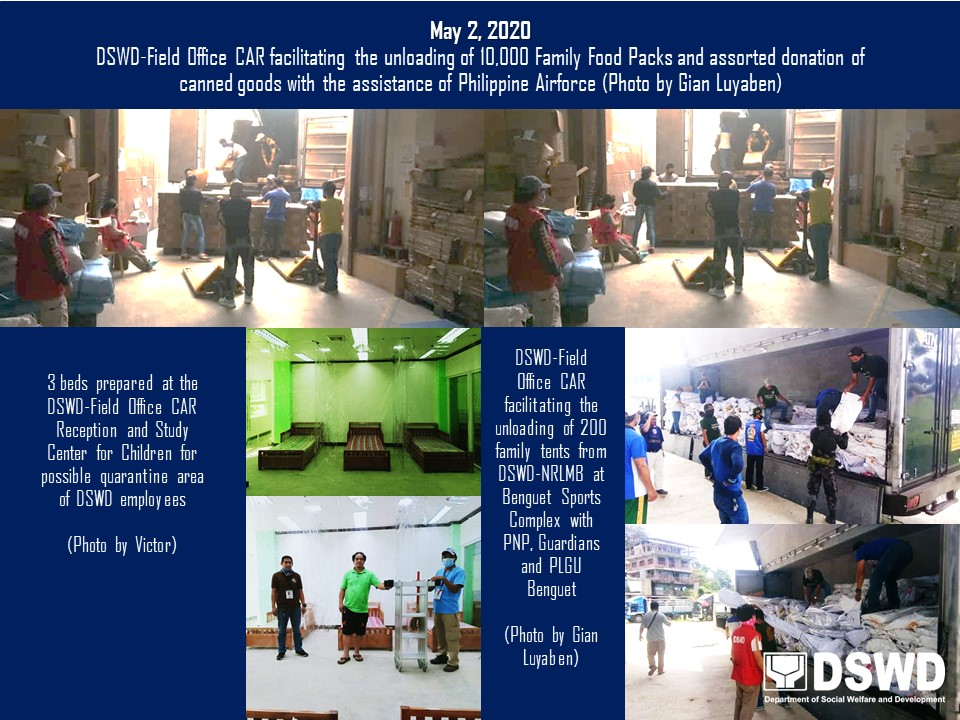 May 2, 2020
DSWD-Field Office CAR facilitating the unloading of 10,000 Family Food Packs and assorted donation of
canned goods with the assistance of Philippine Airforce (Photo by Gian Luyaben)
3 beds prepared at the
DSWD-Field Office CAR
Reception and Study
Center for Children for
possible quarantine area
of DSWD employees
(Photo by Victor)
DSWD-Field
Office CAR
facilitating the
unloading of 200
family tents from
DSWD-NRLMB at
Benguet Sports
Complex with
PNP, Guardians
and PLGU
Benguet
(Photo by Gian
Luyaben)
DSWD
DSWD
Department of Social Welfare and Development